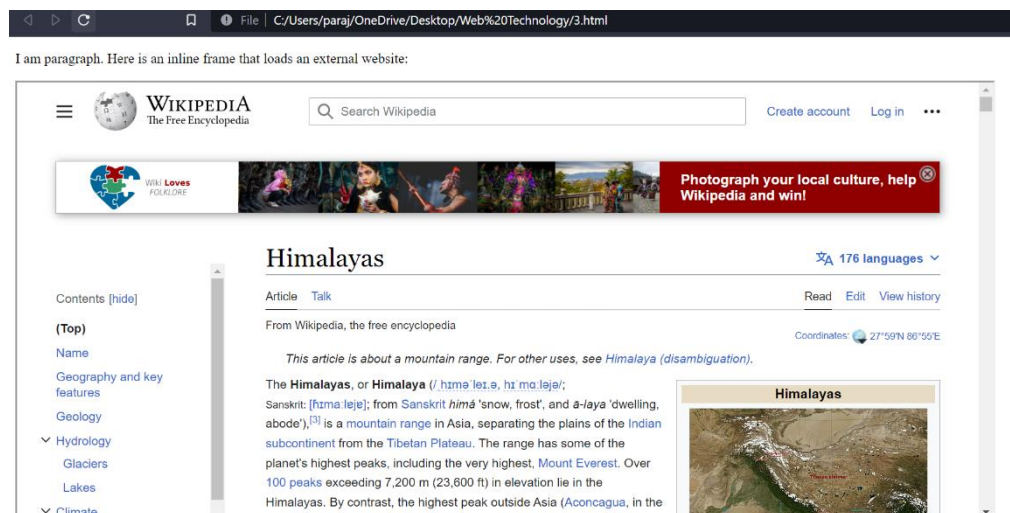 File | C:/Users/paraj/OneDrive/Desktop/Web%20Technology/3.html
I am paragraph. Here is an inline frame that loads an external website:
WIKIPEDIA
The Free Encyclopedia
Search Wikipedia
Create account Log in •••
Wiki Loves
FOLKLORE
Photograph your local culture, help
Wikipedia and win!
Himalayas
176 languages
Contents [hide]
(Top)
Name
Geography and key
features
Geology
Hydrology
Glaciers
Lakes
Climate
Article Talk
Read Edit View history
From Wikipedia, the free encyclopedia
Coordinates: 27°59′N 86°55′E
This article is about a mountain range. For other uses, see Himalaya (disambiguation).
The Himalayas, or Himalaya (/ˌhɪməˈleɪ.ə, hɪˈmɑːləjə/;
Sanskrit: [ɦɪmaːlɐjɐ]; from Sanskrit himá 'snow, frost', and ā-laya 'dwelling,
abode'),[3] is a mountain range in Asia, separating the plains of the Indian
subcontinent from the Tibetan Plateau. The range has some of the
planet's highest peaks, including the very highest, Mount Everest. Over
100 peaks exceeding 7,200 m (23,600 ft) in elevation lie in the
Himalayas. By contrast, the highest peak outside Asia (Aconcagua, in the
Himalayas